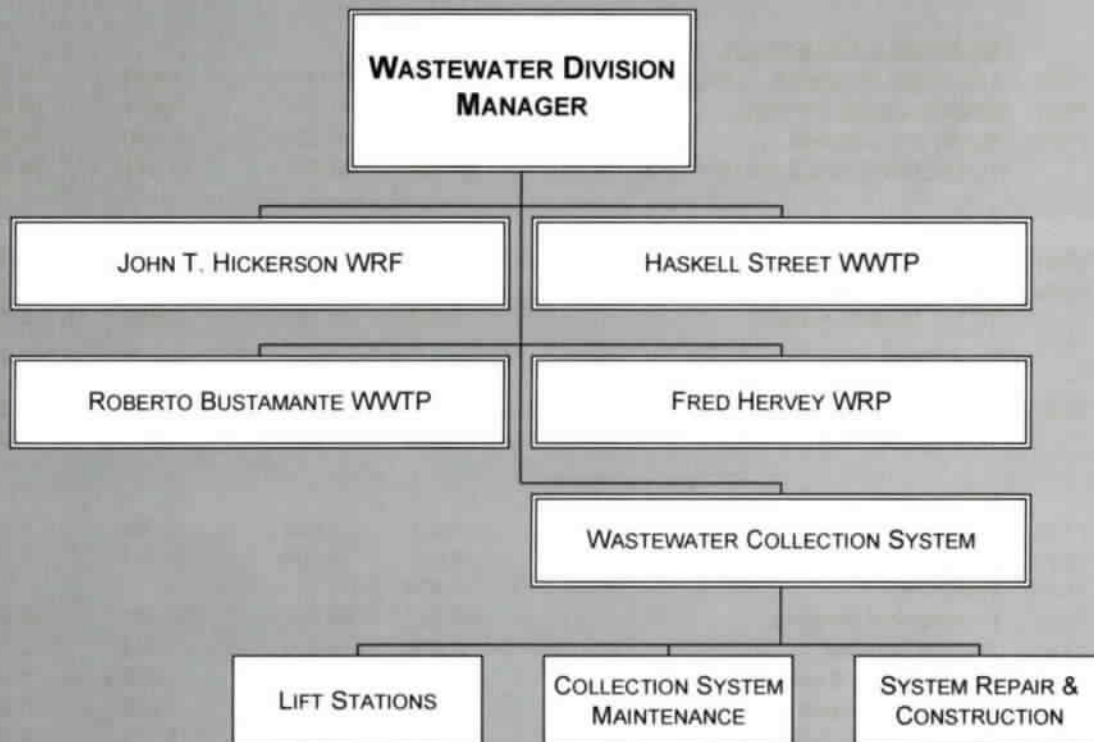 WASTEWATER DIVISION
MANAGER
JOHN T. HICKERSON WRF
HASKELL STREET WWTP
ROBERTO BUSTAMANTE WWTP
FRED HERVEY WRP
WASTEWATER COLLECTION SYSTEM
LIFT STATIONS
COLLECTION SYSTEM
MAINTENANCE
SYSTEM REPAIR &
CONSTRUCTION